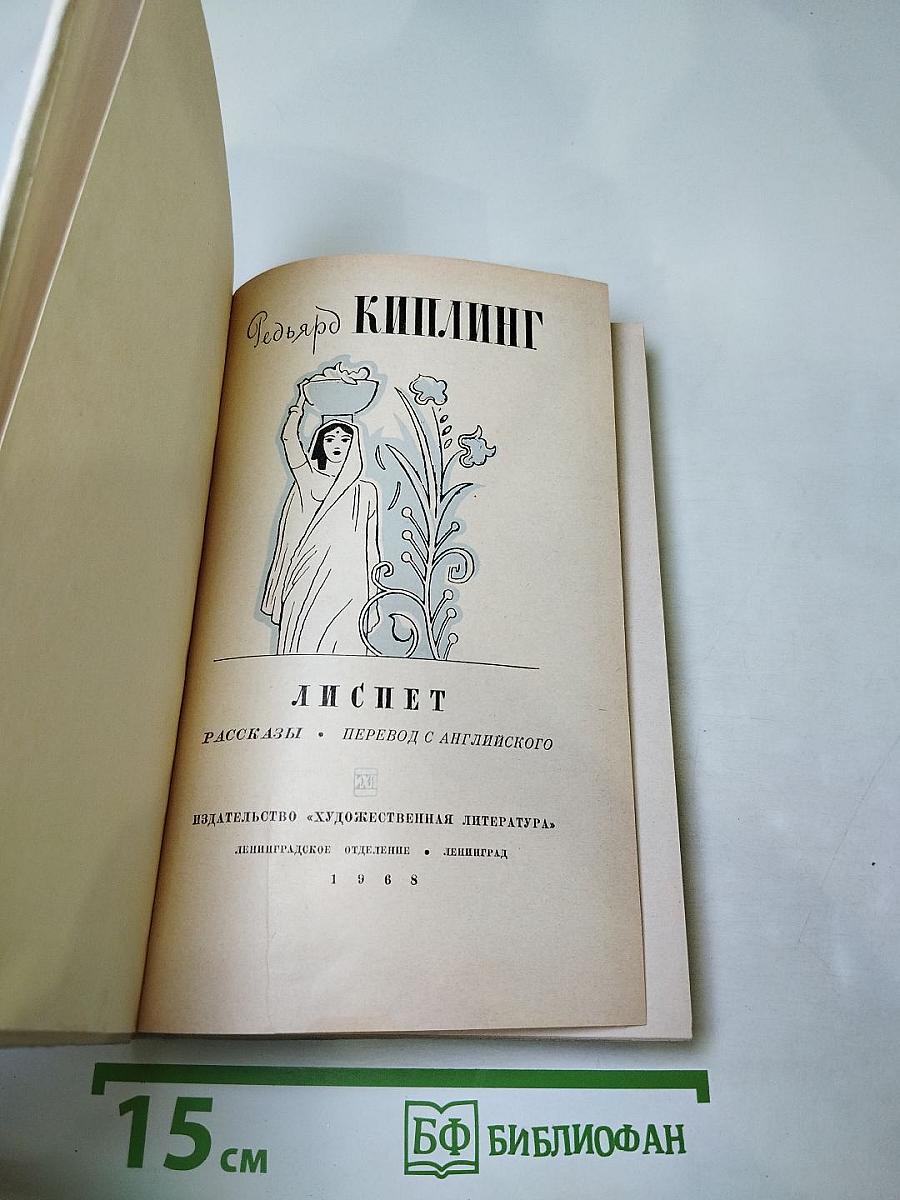 Редьярд КИПЛИНГ
ЛИСПЕТ
РАССКАЗЫ • ПЕРЕВОД С АНГЛИЙСКОГО
ИЗДАТЕЛЬСТВО «ХУДОЖЕСТВЕННАЯ ЛИТЕРАТУРА»
ЛЕНИНГРАДСКОЕ ОТДЕЛЕНИЕ • ЛЕНИНГРАД
1968
15 см
БФ БИБЛИОФАН